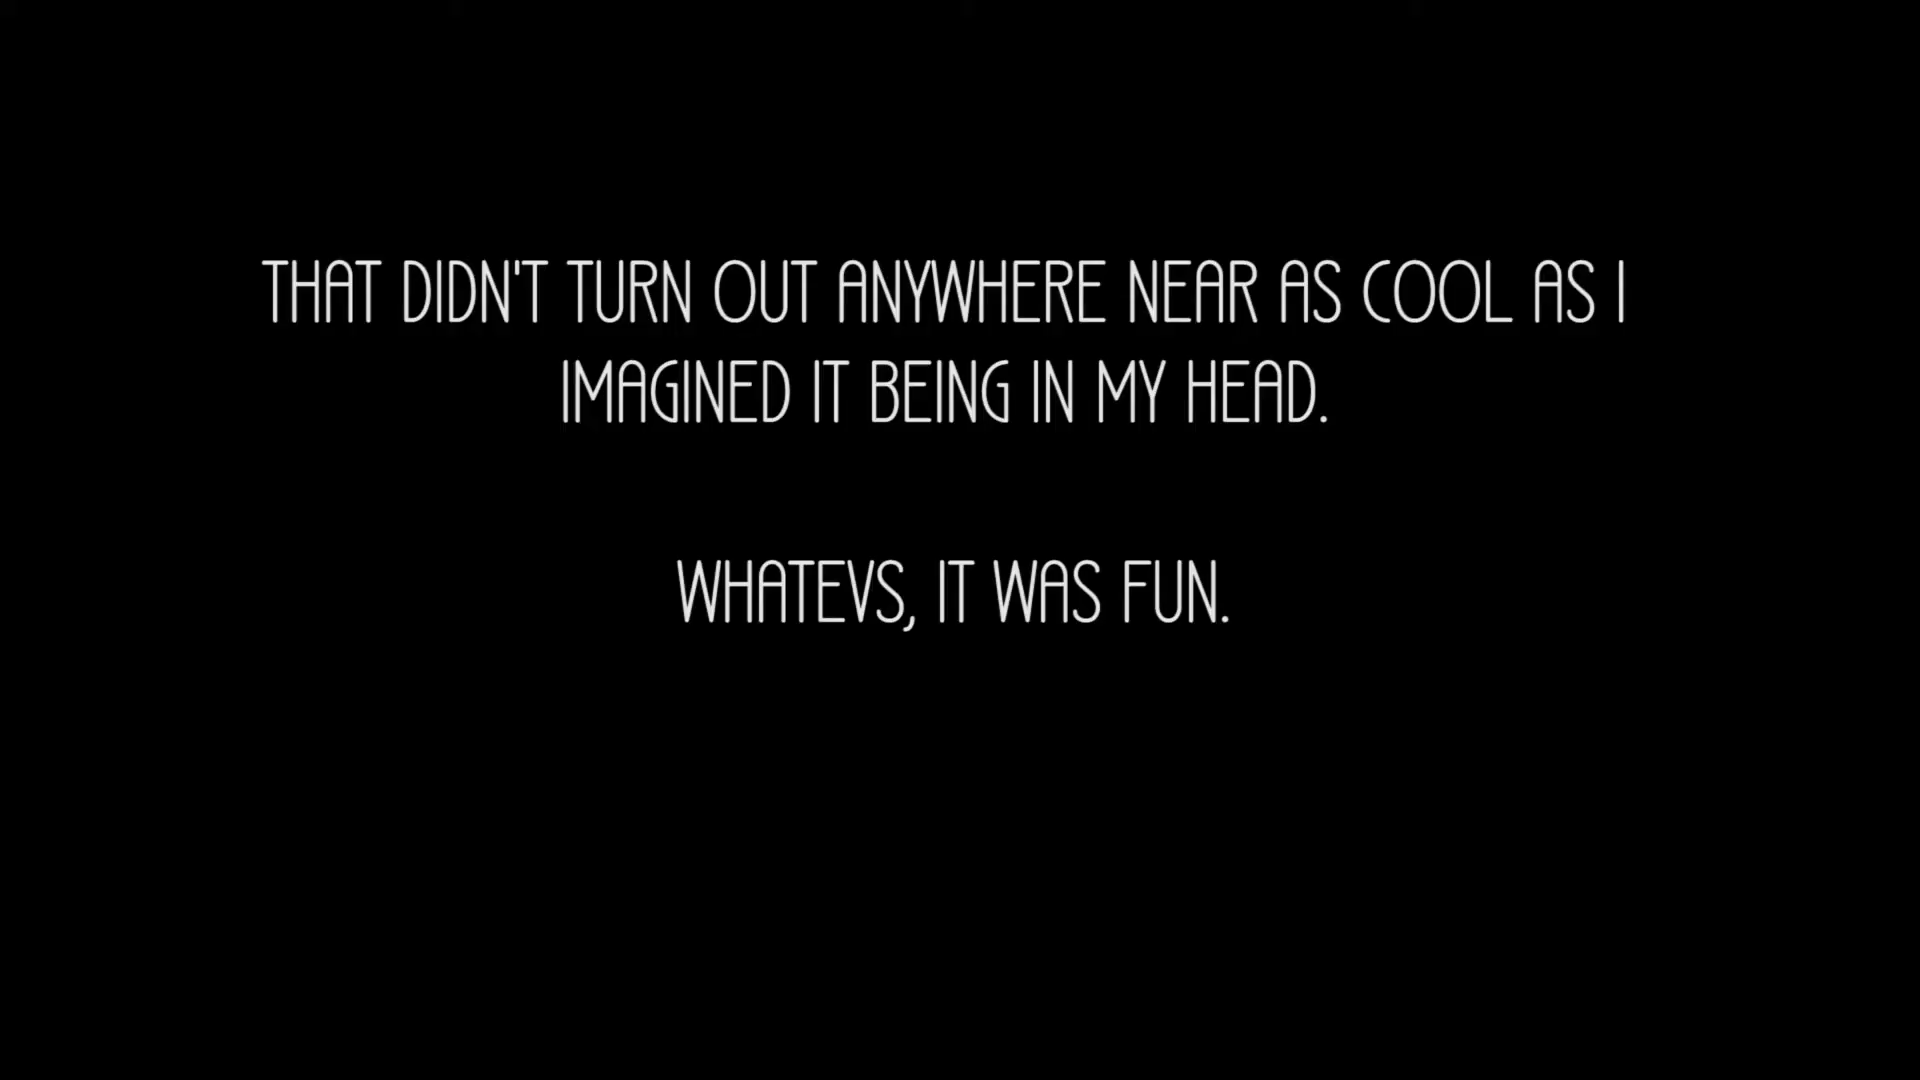 THAT DIDN'T TURN OUT ANYWHERE NEAR AS COOL AS I
IMAGINED IT BEING IN MY HEAD.
WHATEVS, IT WAS FUN.